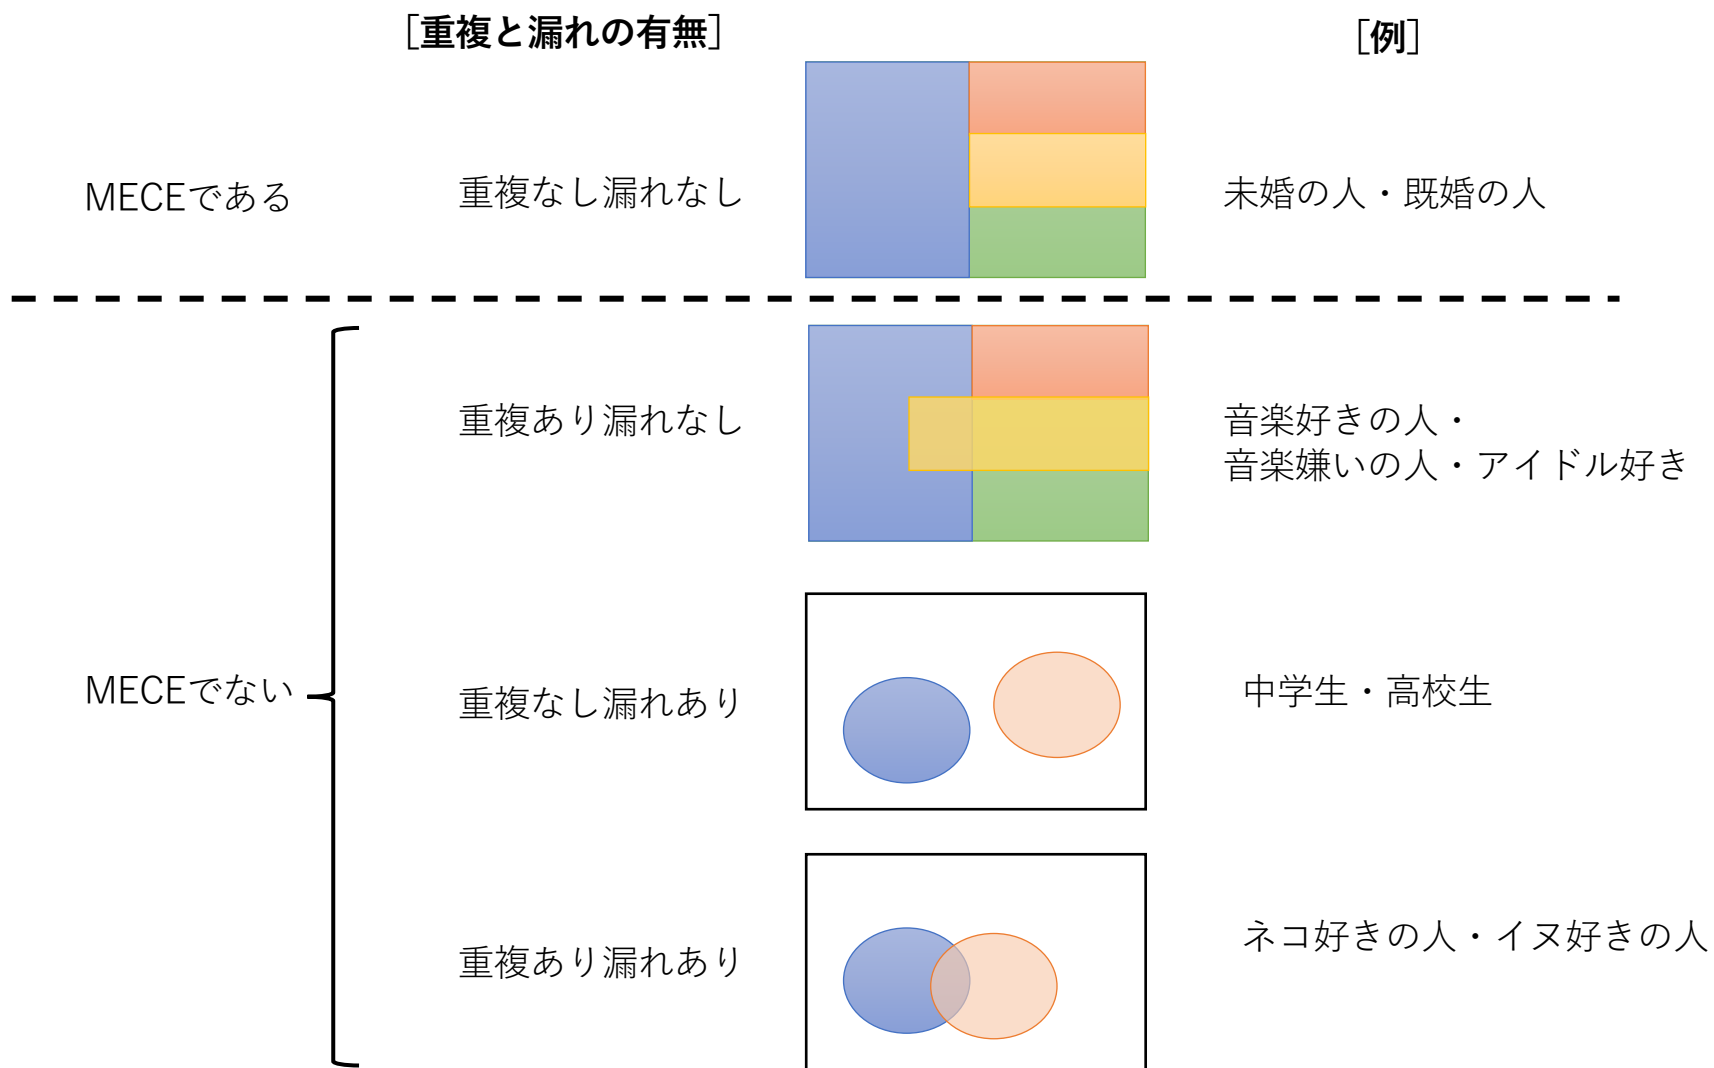 ［重複と漏れの有無］
［例］
MECEである
重複なし漏れなし
未婚の人・既婚の人
重複あり漏れなし
音楽好きの人・
音楽嫌いの人・アイドル好き
MECEでない
重複なし漏れあり
中学生・高校生
重複あり漏れあり
ネコ好きの人・イヌ好きの人